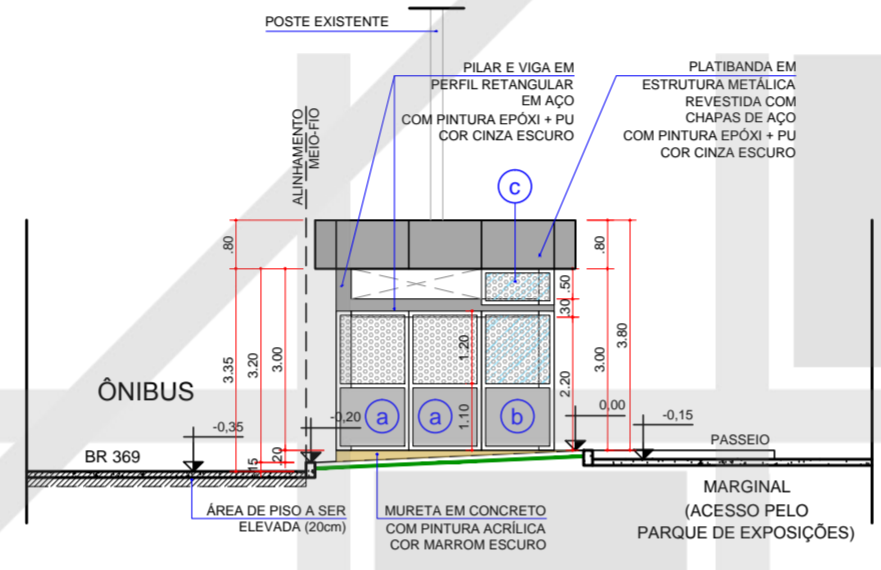 POSTE EXISTENTE
PILAR E VIGA EM
PERFIL RETANGULAR
EM AÇO
COM PINTURA EPÓXI + PU
COR CINZA ESCURO
PLATIBANDA EM
ESTRUTURA METÁLICA
REVESTIDA COM
CHAPAS DE AÇO
COM PINTURA EPÓXI + PU
COR CINZA ESCURO
ALINHAMENTO
MEIO-FIO
c
.80
.80
.50
.30
3.35
3.20
3.00
1.20
2.20
3.00
3.80
ÔNIBUS
a
a
b
1.10
-0,35
-0,20
0,00
-0,15
BR 369
.15
.20
PASSEIO
ÁREA DE PISO A SER
ELEVADA (20cm)
MURETA EM CONCRETO
COM PINTURA ACRÍLICA
COR MARROM ESCURO
MARGINAL
(ACESSO PELO
PARQUE DE EXPOSIÇÕES)